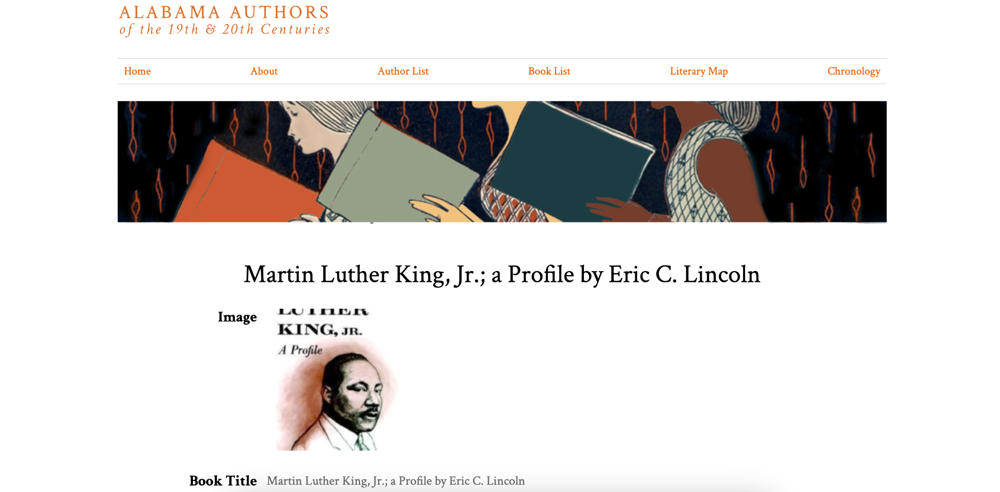 ALABAMA AUTHORS
of the 19th & 20th Centuries
Home About Author List Book List Literary Map Chronology
Martin Luther King, Jr.; a Profile by Eric C. Lincoln
Image
LUTHER
KING, JR.
A Profile
Book Title Martin Luther King, Jr.; a Profile by Eric C. Lincoln